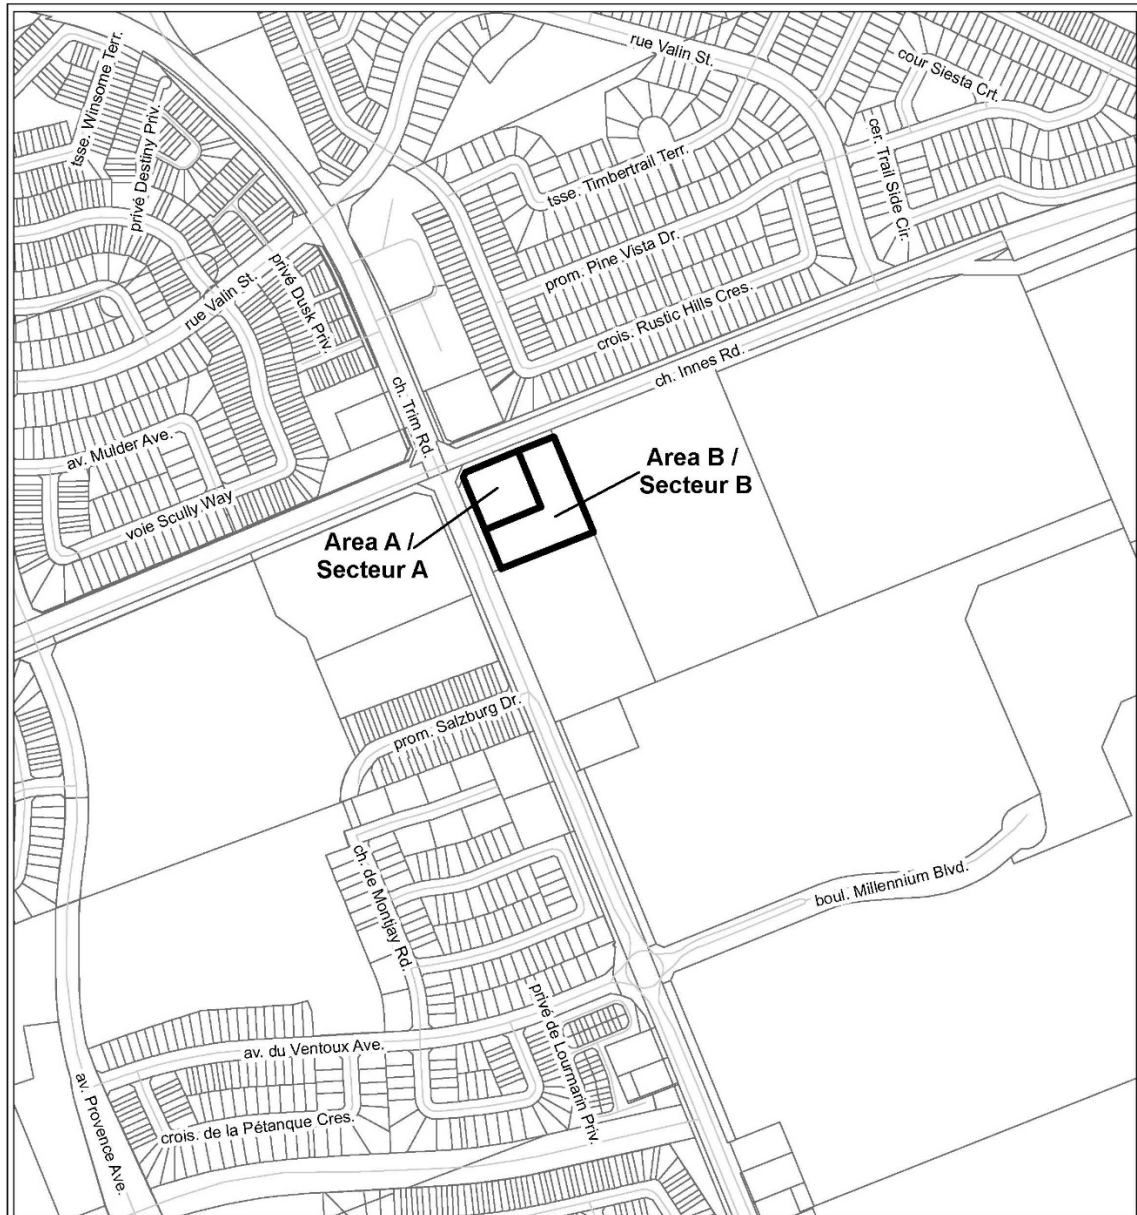 rue Valin St.
cour Siesta Crt.
tsse. Winsome Terr.
privé Destiny Priv.
cer. Trail Side Cir.
tsse. Timbertrail Terr.
prom. Pine Vista Dr.
privé Dusk Priv.
rue Valin St.
crois. Rustic Hills Cres.
ch. Innes Rd.
ch. Trim Rd.
av. Mulder Ave.
voie Scully Way
Area B /
Secteur B
Area A /
Secteur A
prom. Salzburg Dr.
ch. de Montjay Rd.
boul. Millennium Blvd.
privé de Lourmarin Priv.
av. du Ventoux Ave.
av. Provence Ave.
crois. de la Pétanque Cres.